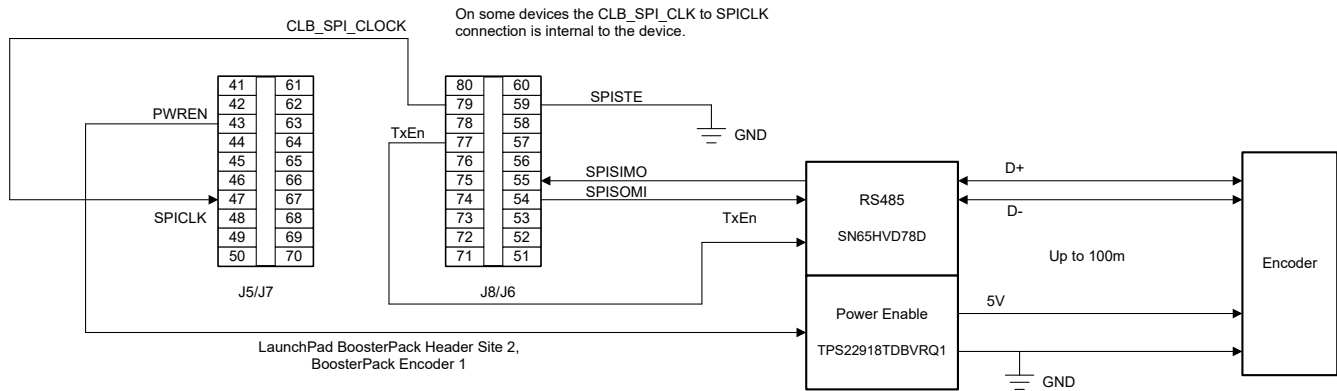 On some devices the CLB_SPI_CLK to SPICLK
connection is internal to the device.
CLB_SPI_CLOCK
41 61
42 62
43 63
44 64
45 65
46 66
47 67
48 68
49 69
50 70
PWREN
SPICLK
J5/J7
80 60
79 59
78 58
77 57
76 56
75 55
74 54
73 53
72 52
71 51
TxEn
J8/J6
SPISTE
GND
SPISIMO
SPISOMI
TxEn
RS485
SN65HVD78D
Power Enable
TPS22918TDBVRQ1
D+
D-
Up to 100m
5V
GND
Encoder
LaunchPad BoosterPack Header Site 2,
BoosterPack Encoder 1